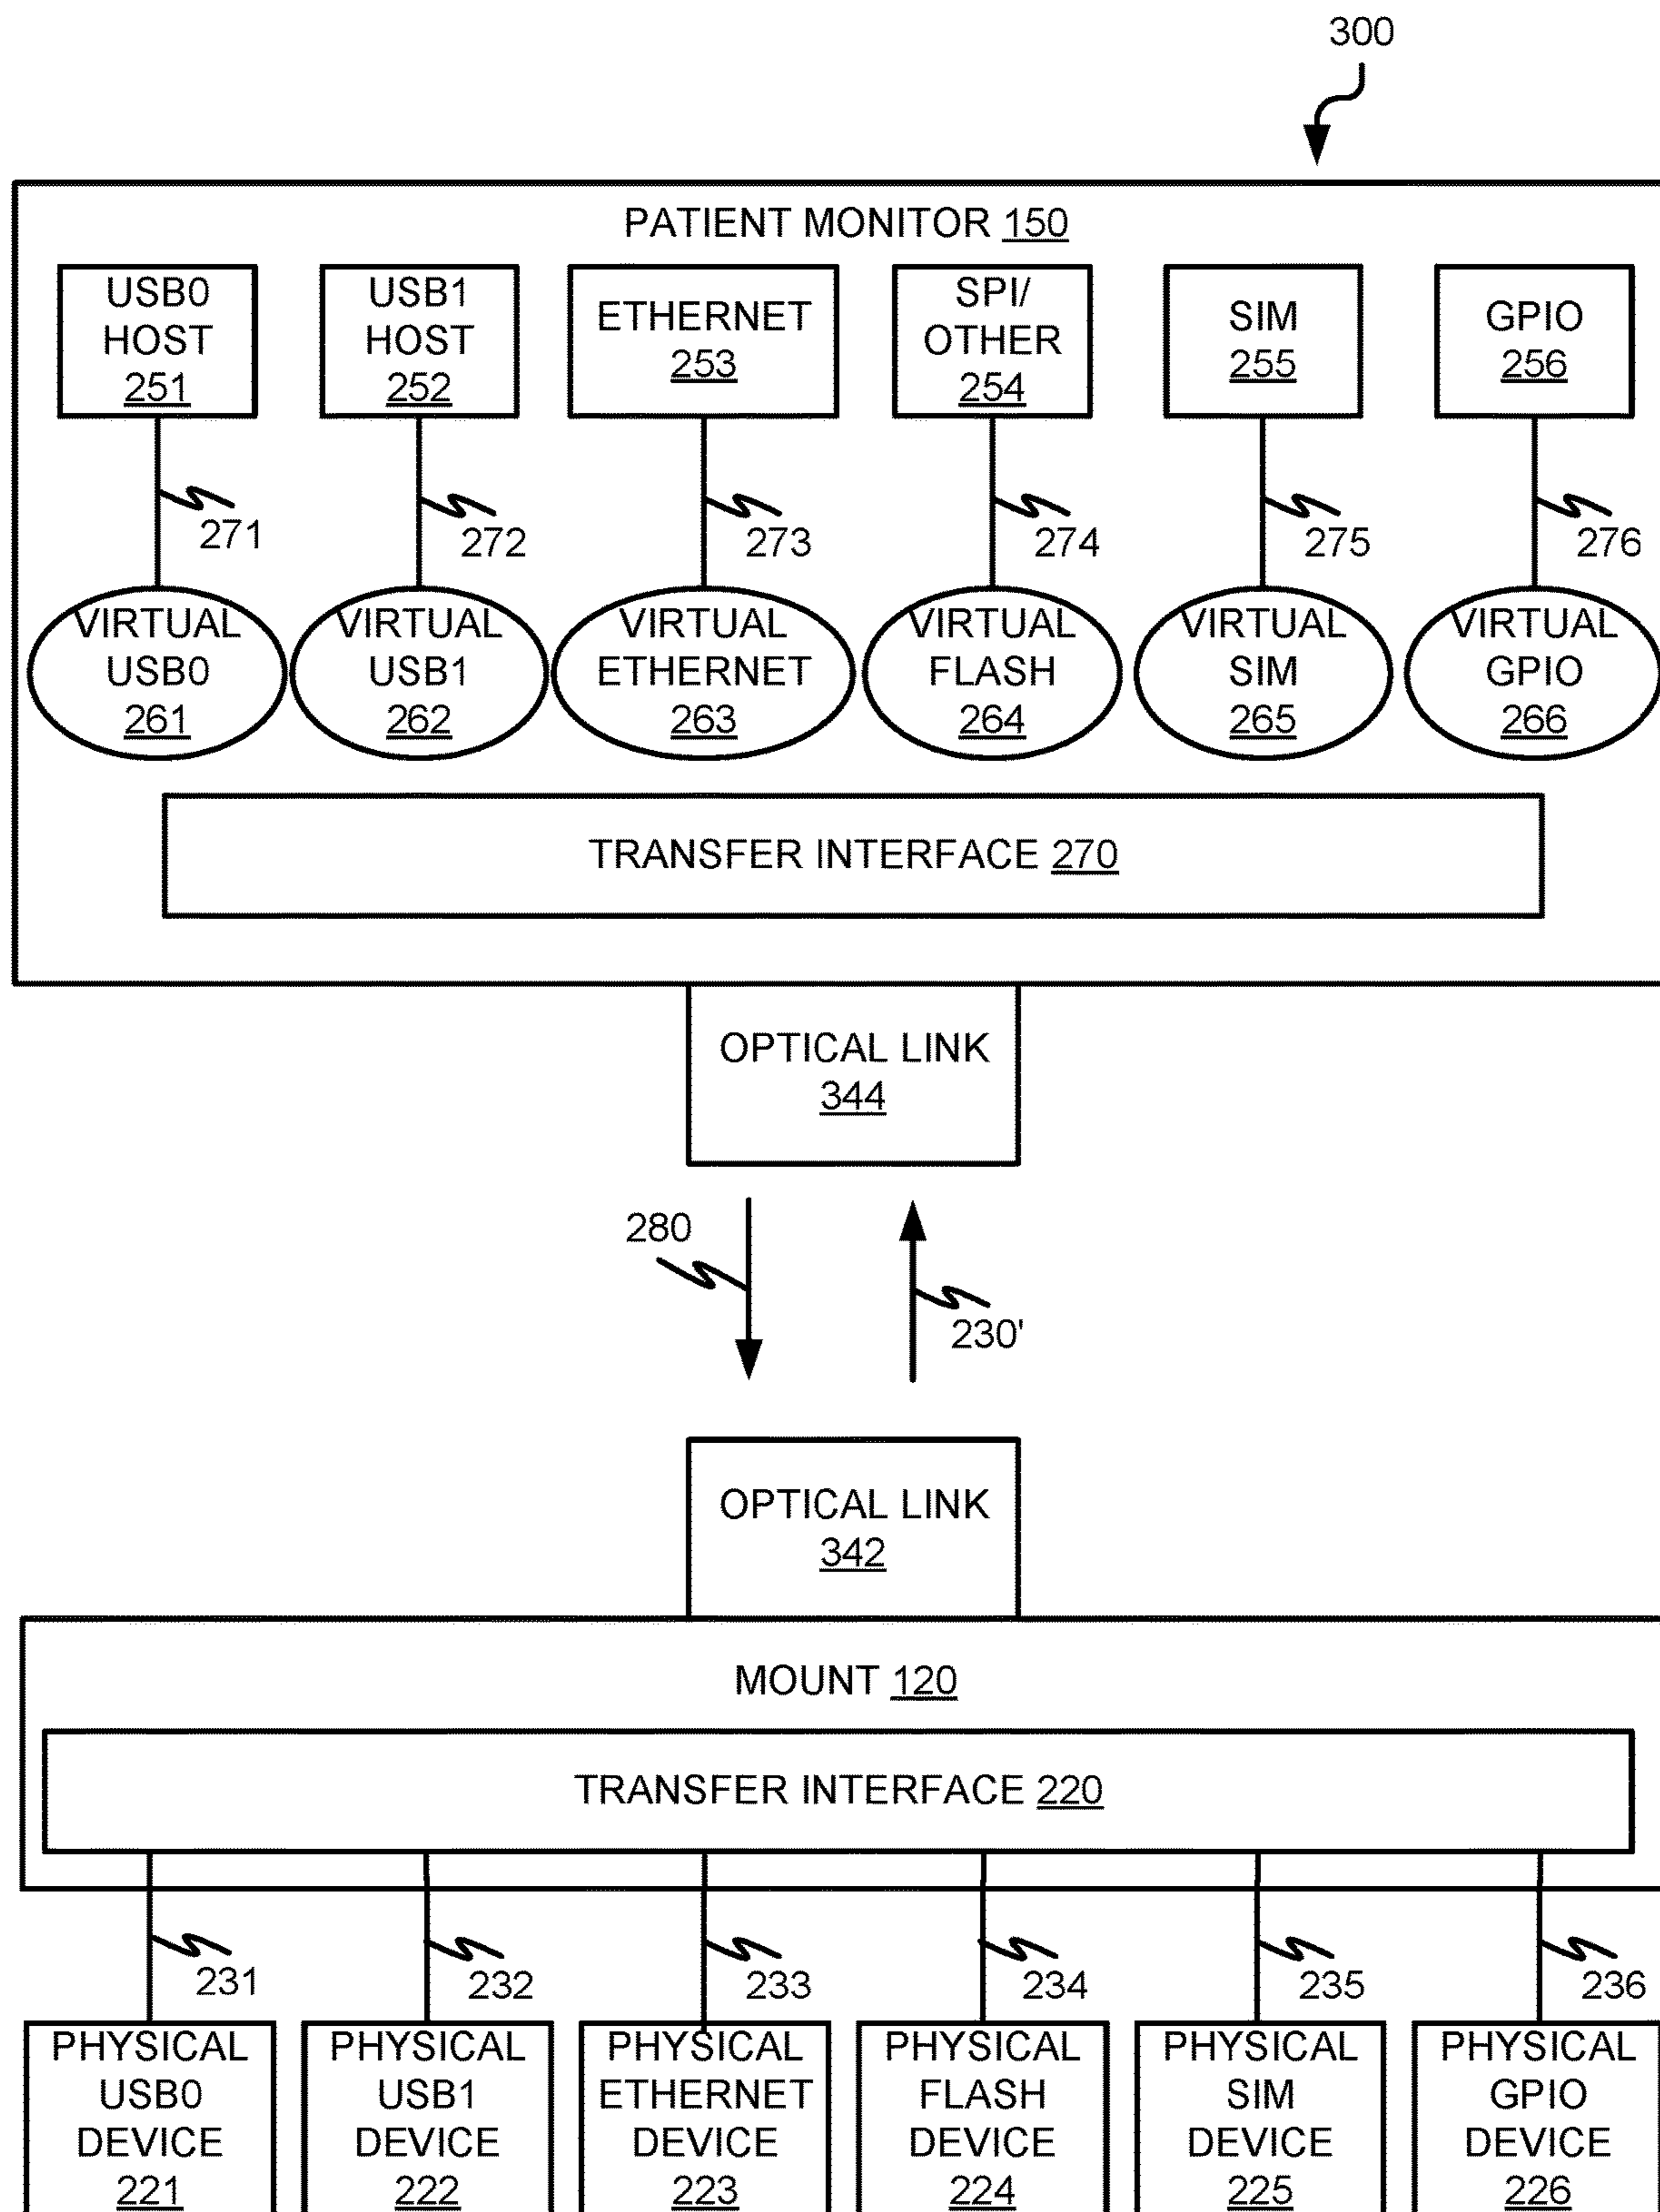 300
PATIENT MONITOR 150
USB0
HOST
251
USB1
HOST
252
ETHERNET
253
SPI/
OTHER
254
SIM
255
GPIO
256
271
272
273
274
275
276
VIRTUAL
USB0
261
VIRTUAL
USB1
262
VIRTUAL
ETHERNET
263
VIRTUAL
FLASH
264
VIRTUAL
SIM
265
VIRTUAL
GPIO
266
TRANSFER INTERFACE 270
OPTICAL LINK
344
280
230'
OPTICAL LINK
342
MOUNT 120
TRANSFER INTERFACE 220
231
232
233
234
235
236
PHYSICAL
USB0
DEVICE
221
PHYSICAL
USB1
DEVICE
222
PHYSICAL
ETHERNET
DEVICE
223
PHYSICAL
FLASH
DEVICE
224
PHYSICAL
SIM
DEVICE
225
PHYSICAL
GPIO
DEVICE
226